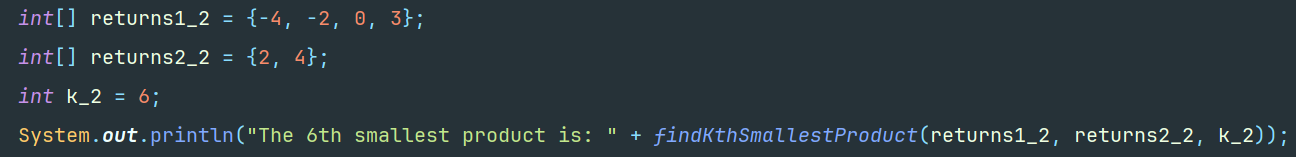 int[] returns1_2 = {-4, -2, 0, 3};
int[] returns2_2 = {2, 4};
int k_2 = 6;
System.out.println("The 6th smallest product is: " + findKthSmallestProduct(returns1_2, returns2_2, k_2));